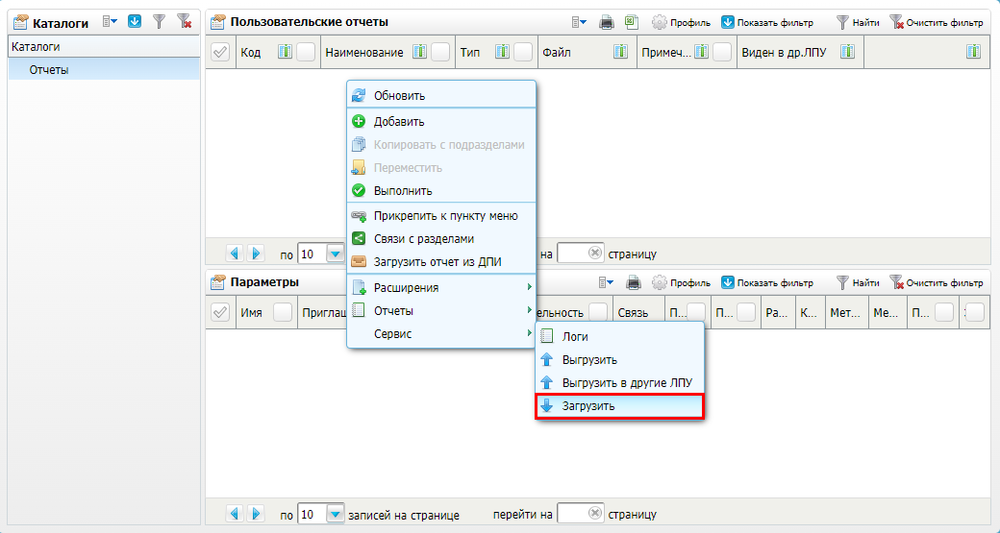 Каталоги
Каталоги
Отчеты
Пользовательские отчеты
Профиль Показать фильтр Найти Очистить фильтр
Код Наименование Тип Файл Примеч... Виден в др.ЛПУ
Обновить
Добавить
Копировать с подразделами
Переместить
Выполнить
Прикрепить к пункту меню
Связи с разделами
Загрузить отчет из ДПИ
Расширения
Отчеты
Сервис
по 10 на страницу
Параметры
Профиль Показать фильтр Найти Очистить фильтр
Имя Приглаш ельность Связь П... П... Ра... К... Мет... Ме... П...
Логи
Выгрузить
Выгрузить в другие ЛПУ
Загрузить
по 10 записей на странице перейти на страницу